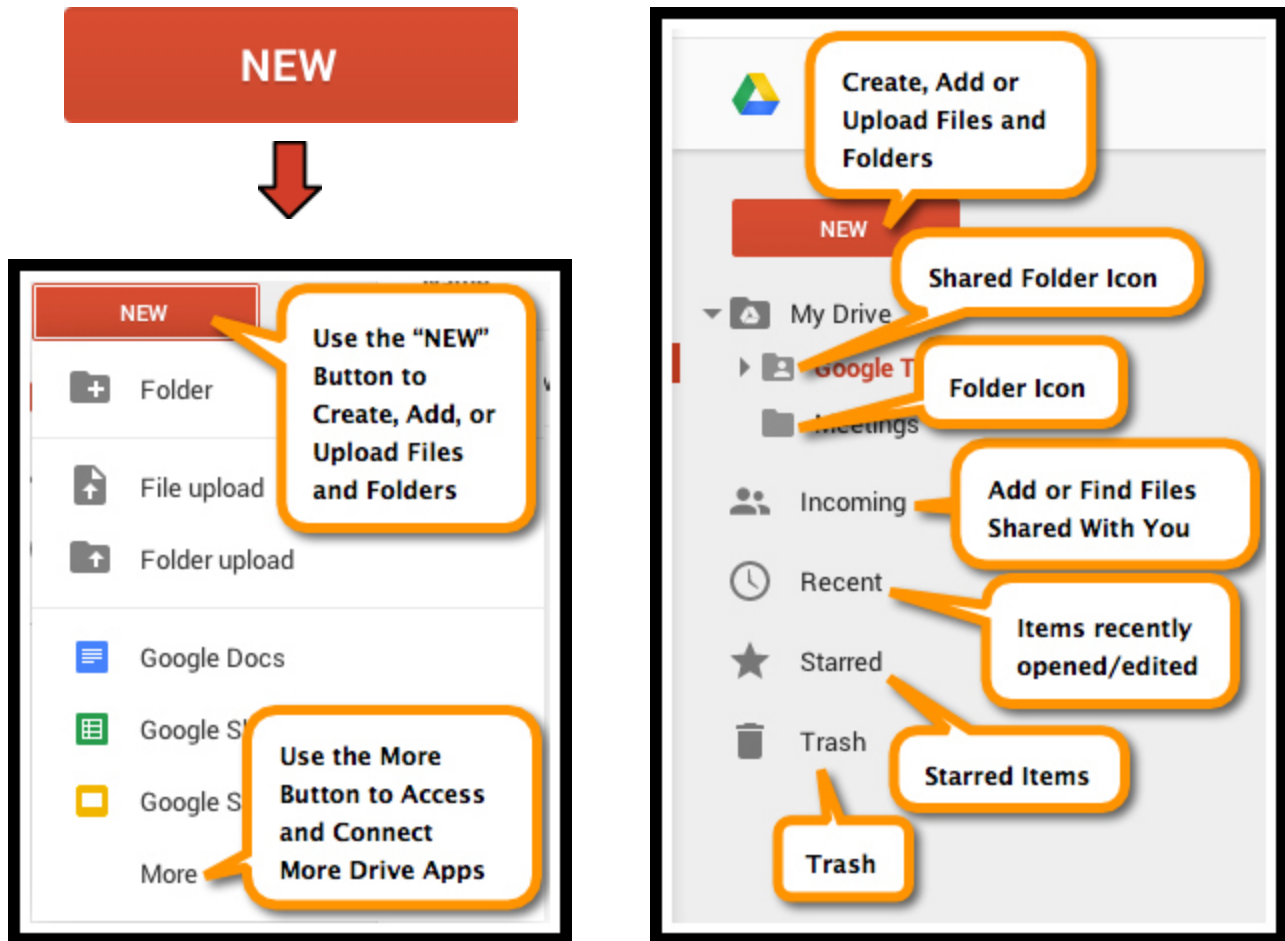 NEW
NEW
Use the “NEW”
Button to
Create, Add, or
Upload Files
and Folders
Folder
File upload
Folder upload
Google Docs
Google S
Google S
Use the More
Button to Access
and Connect
More Drive Apps
More
Create, Add or
Upload Files and
Folders
NEW
Shared Folder Icon
My Drive
Google T
Folder Icon
Meetings
Incoming
Add or Find Files
Shared With You
Recent
Items recently
opened/edited
Starred
Starred Items
Trash
Trash